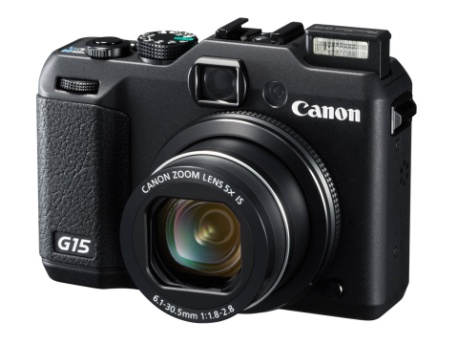 Canon
CANON ZOOM LENS 5x IS
6.1-30.5mm 1:1.8-2.8
G15